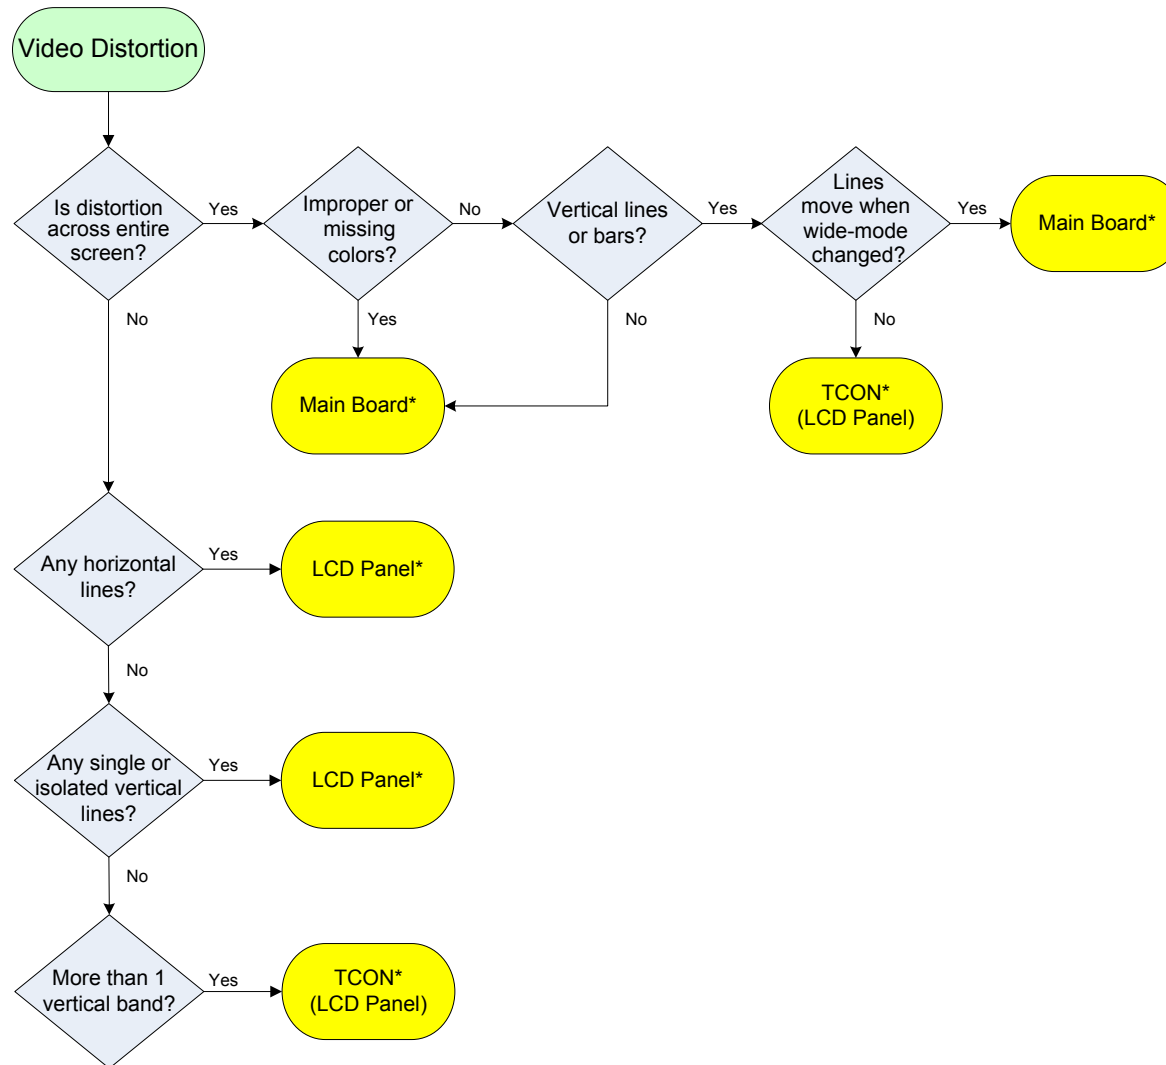 Video Distortion
Is distortion
across entire
screen?
Yes
Improper or
missing
colors?
No
Vertical lines
or bars?
Yes
Lines
move when
wide-mode
changed?
Yes
Main Board*
No
Yes
No
No
Main Board*
TCON*
(LCD Panel)
Any horizontal
lines?
Yes
LCD Panel*
No
Any single or
isolated vertical
lines?
Yes
LCD Panel*
No
More than 1
vertical band?
Yes
TCON*
(LCD Panel)